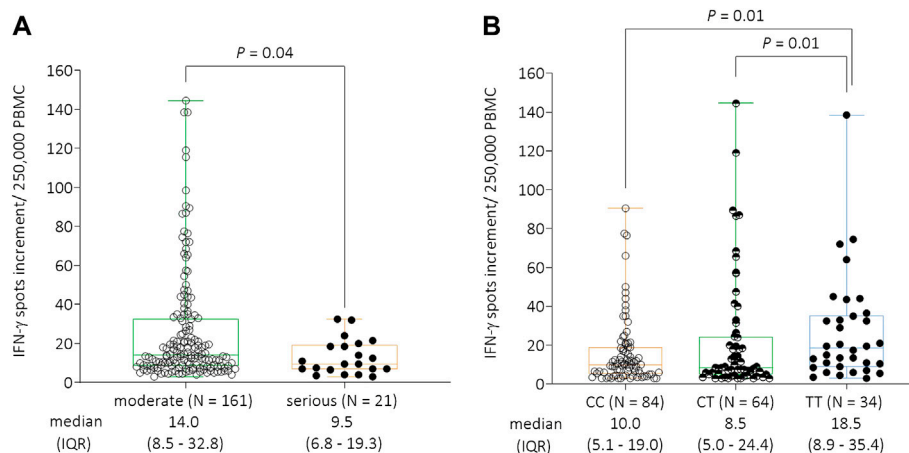 A
P = 0.04
IFN-γ spots increment/ 250,000 PBMC
160
140
120
100
80
60
40
20
0
moderate (N = 161) serious (N = 21)
median 14.0 9.5
(IQR) (8.5 - 32.8) (6.8 - 19.3)
B
P = 0.01
P = 0.01
IFN-γ spots increment/ 250,000 PBMC
160
140
120
100
80
60
40
20
0
CC (N = 84) CT (N = 64) TT (N = 34)
median 10.0 8.5 18.5
(IQR) (5.1 - 19.0) (5.0 - 24.4) (8.9 - 35.4)